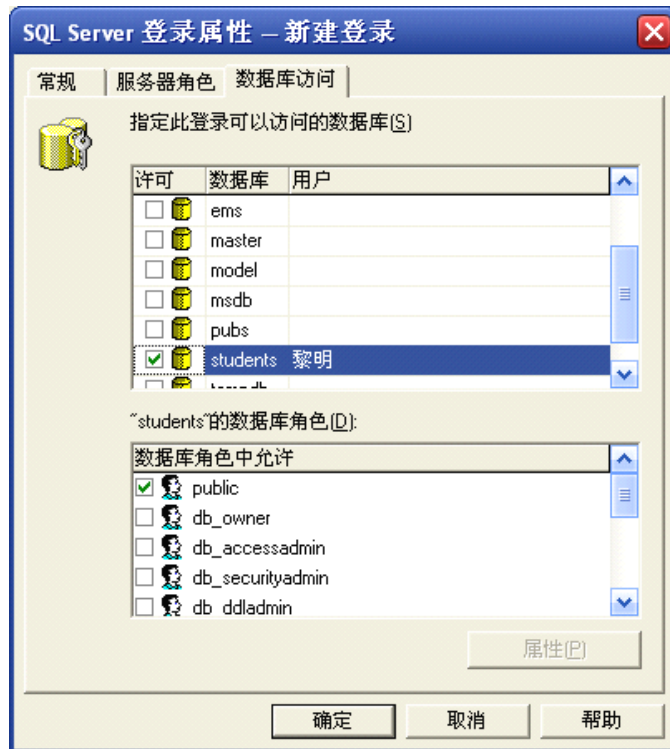 SQL Server 登录属性 – 新建登录
常规 服务器角色 数据库访问
指定此登录可以访问的数据库(S)
许可 数据库 用户
ems
master
model
msdb
pubs
students 黎明
"students"的数据库角色(D):
数据库角色中允许
public
db_owner
db_accessadmin
db_securityadmin
db_ddladmin
属性(P)
确定 取消 帮助